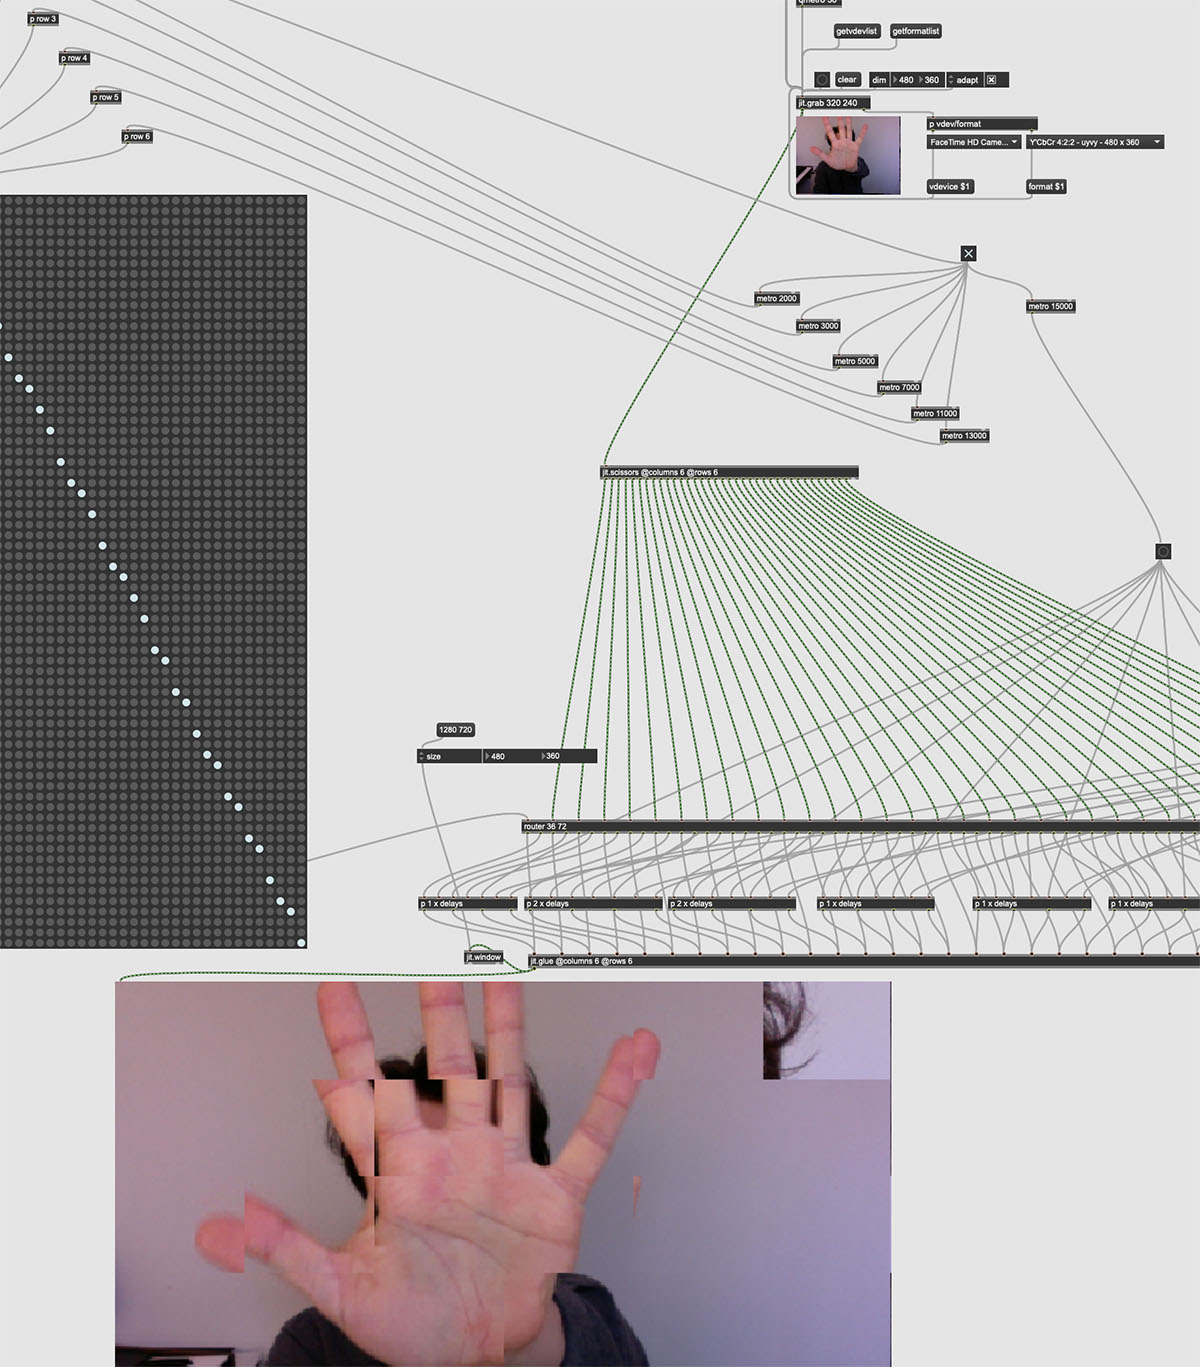 qmetro 50
p row 3
getvdevlist
getformatlist
p row 4
clear
dim 480 360
adapt
p row 5
jit.grab 320 240
p vdev/format
p row 6
FaceTime HD Came...
Y'CbCr 4:2:2 - uyvy - 480 x 360
vdevice $1
format $1
metro 2000
metro 15000
metro 3000
metro 5000
metro 7000
metro 11000
metro 13000
jit.scissors @columns 6 @rows 6
1280 720
size 480 360
router 36 72
p 1 x delays
p 2 x delays
p 2 x delays
p 1 x delays
p 1 x delays
p 1 x delays
jit.window
jit.glue @columns 6 @rows 6